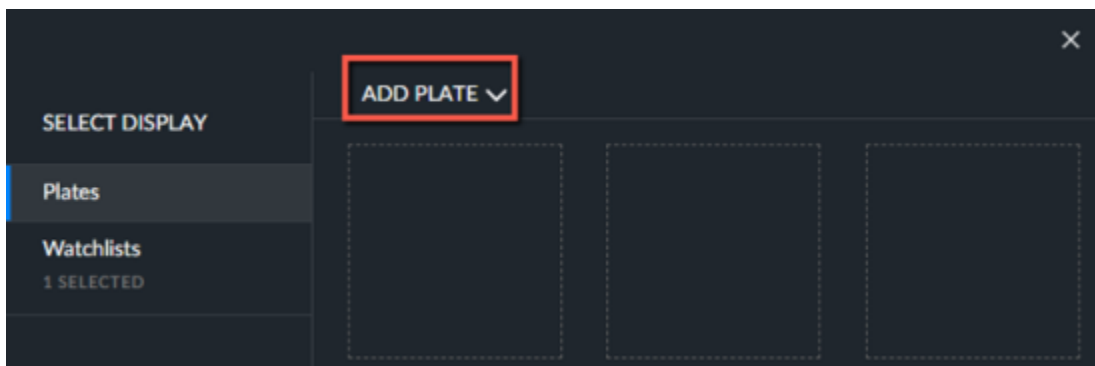 ADD PLATE
SELECT DISPLAY
Plates
Watchlists
1 SELECTED